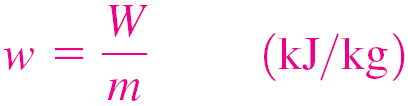 w = W/m (kJ/kg)